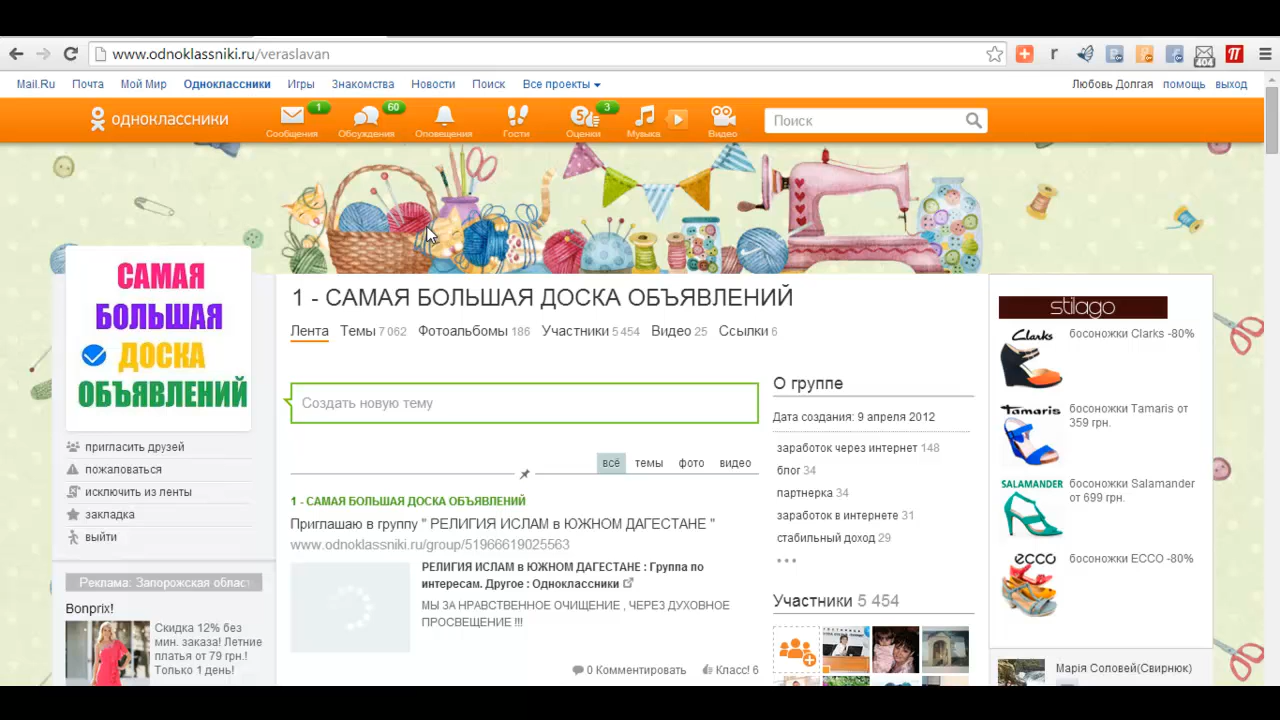 www.odnoklassniki.ru/veraslavan
404
Mail.Ru Почта Мой Мир Одноклассники Игры Знакомства Новости Поиск Все проекты Любовь Долгая помощь выход
одноклассники
1 60 3
Сообщения Обсуждения Оповещения Гости Оценки Музыка Видео
Поиск
САМАЯ
БОЛЬШАЯ
ДОСКА
ОБЪЯВЛЕНИЙ
пригласить друзей
пожаловаться
исключить из ленты
закладка
выйти
Реклама: Запорожская облас
Bonprix!
Скидка 12% без
мин. заказа! Летние
платья от 79 грн.!
Только 1 день!
1 - САМАЯ БОЛЬШАЯ ДОСКА ОБЪЯВЛЕНИЙ
Лента Темы 7 062 Фотоальбомы 186 Участники 5 454 Видео 25 Ссылки 6
Создать новую тему
всё темы фото видео
1 - САМАЯ БОЛЬШАЯ ДОСКА ОБЪЯВЛЕНИЙ
Приглашаю в группу " РЕЛИГИЯ ИСЛАМ в ЮЖНОМ ДАГЕСТАНЕ "
www.odnoklassniki.ru/group/51966619025563
РЕЛИГИЯ ИСЛАМ в ЮЖНОМ ДАГЕСТАНЕ : Группа по
интересам. Другое : Одноклассники
МЫ ЗА НРАВСТВЕННОЕ ОЧИЩЕНИЕ , ЧЕРЕЗ ДУХОВНОЕ
ПРОСВЕЩЕНИЕ !!!
0 Комментировать Класс! 6
О группе
Дата создания: 9 апреля 2012
заработок через интернет 148
блог 34
партнерка 34
заработок в интернете 31
стабильный доход 29
Участники 5 454
stilago
Clarks
босоножки Clarks -80%
Tamaris
босоножки Tamaris от
359 грн.
SALAMANDER
босоножки Salamander
от 699 грн.
ecco
босоножки ECCO -80%
Марія Соловей(Свирнюк)